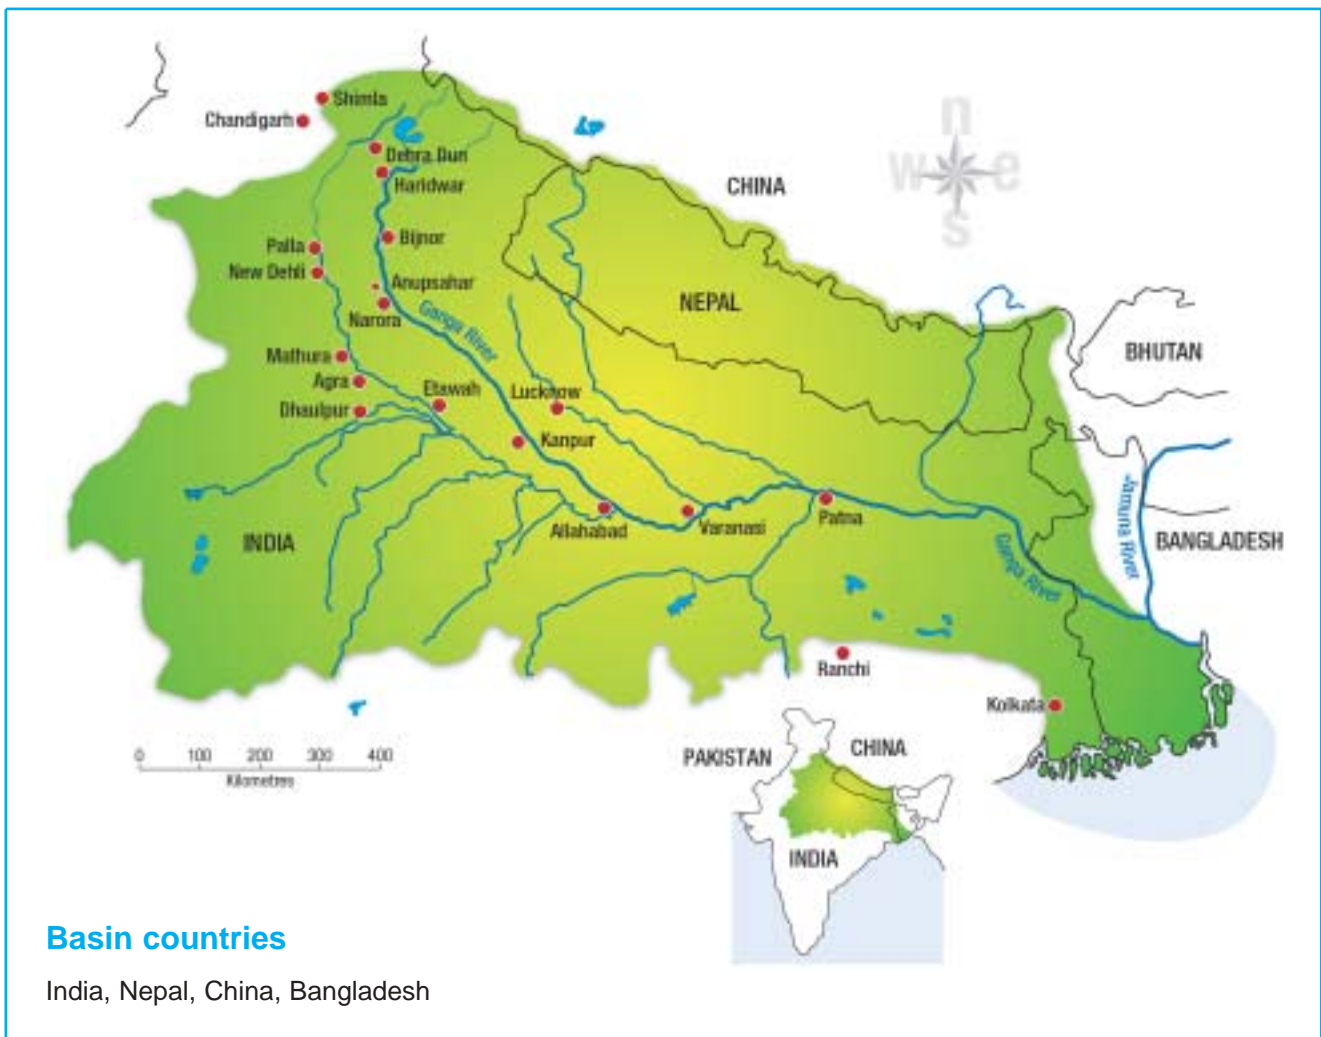 n
w e
s
Shimla
Chandigarh
Dehra Dun
Haridwar
CHINA
Palla
Bijnor
New Dehli
Anupsahar
Narora
Ganga River
NEPAL
BHUTAN
Mathura
Agra
Etawah
Lucknow
Dhaulpur
Kanpur
Jamuna River
INDIA
Allahabad
Varanasi
Patna
Ganga River
BANGLADESH
Ranchi
Kolkata
0 100 200 300 400
Kilometres
PAKISTAN
CHINA
INDIA
Basin countries
India, Nepal, China, Bangladesh